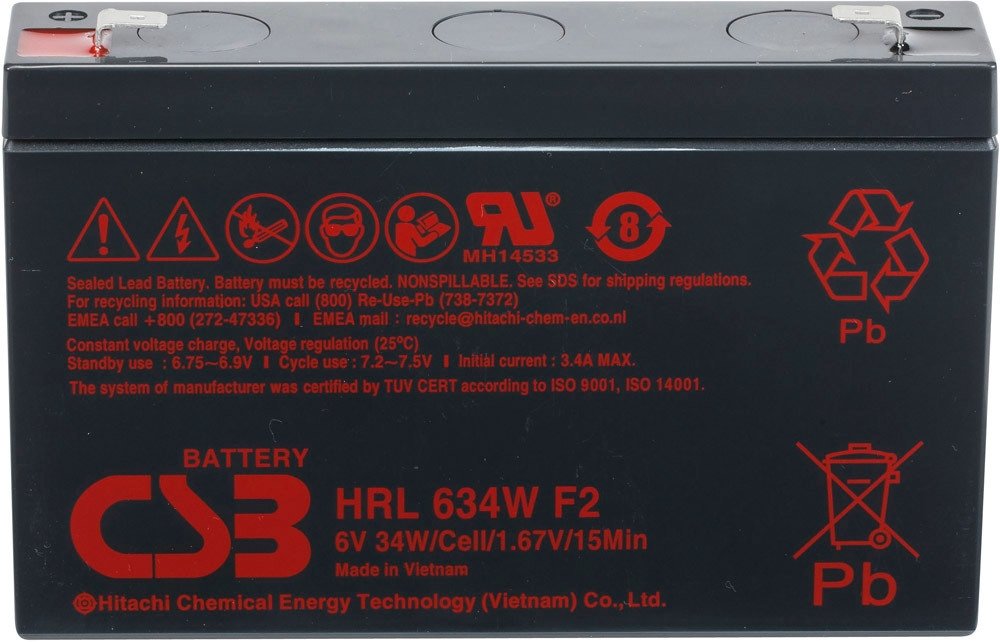 MH14533
8
Sealed Lead Battery. Battery must be recycled. NONSPILLABLE. See SDS for shipping regulations.
For recycling information: USA call (800) Re-Use-Pb (738-7372)
EMEA call +800 (272-47336) I EMEA mail : recycle@hitachi-chem-en.co.nl
Constant voltage charge, Voltage regulation (25ºC)
Standby use : 6.75~6.9V I Cycle use : 7.2~7.5V I Initial current : 3.4A MAX.
The system of manufacturer was certified by TUV CERT according to ISO 9001, ISO 14001.
Pb
BATTERY
CSB
HRL 634W F2
6V 34W/Cell/1.67V/15Min
Made in Vietnam
Hitachi Chemical Energy Technology (Vietnam) Co., Ltd.
Pb